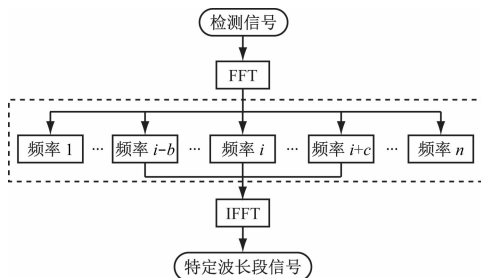 检测信号
FFT
频率 1 ... 频率 i-b ... 频率 i ... 频率 i+c ... 频率 n
IFFT
特定波长段信号